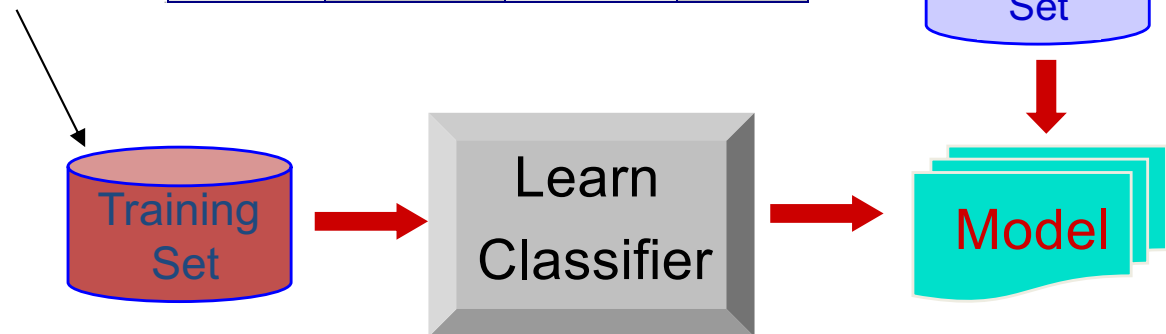 Set
Training
Set
Learn
Classifier
Model